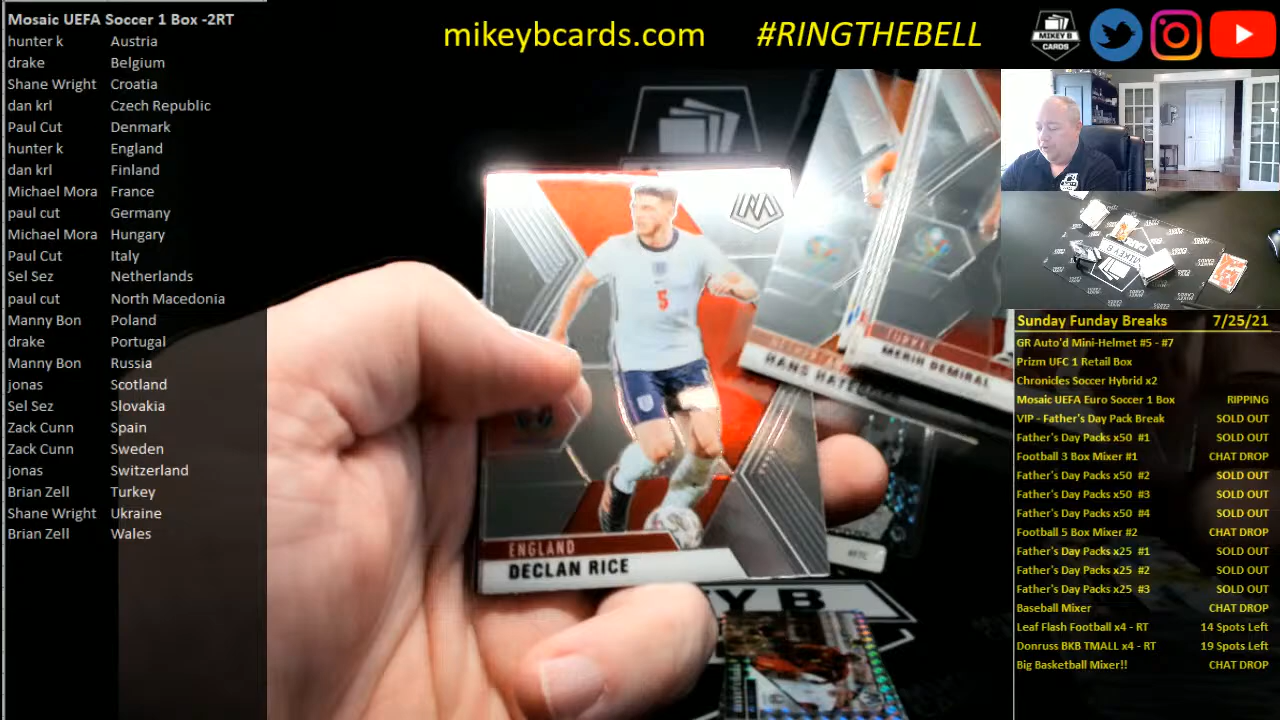 Mosaic UEFA Soccer 1 Box -2RT
hunter k Austria
drake Belgium
Shane Wright Croatia
dan krl Czech Republic
Paul Cut Denmark
hunter k England
dan krl Finland
Michael Mora France
paul cut Germany
Michael Mora Hungary
Paul Cut Italy
Sel Sez Netherlands
paul cut North Macedonia
Manny Bon Poland
drake Portugal
Manny Bon Russia
jonas Scotland
Sel Sez Slovakia
Zack Cunn Spain
Zack Cunn Sweden
jonas Switzerland
Brian Zell Turkey
Shane Wright Ukraine
Brian Zell Wales
mikeybcards.com #RINGTHEBELL
MIKEY B
CARDS
5
ENGLAND
DECLAN RICE
HANS
TURKEY
MERIH DEMIRAL
Y B
MIKEY B
Sunday Funday Breaks 7/25/21
GR Auto'd Mini-Helmet #5 - #7
Prizm UFC 1 Retail Box
Chronicles Soccer Hybrid x2
Mosaic UEFA Euro Soccer 1 Box RIPPING
VIP - Father's Day Pack Break SOLD OUT
Father's Day Packs x50 #1 SOLD OUT
Football 3 Box Mixer #1 CHAT DROP
Father's Day Packs x50 #2 SOLD OUT
Father's Day Packs x50 #3 SOLD OUT
Father's Day Packs x50 #4 SOLD OUT
Football 5 Box Mixer #2 CHAT DROP
Father's Day Packs x25 #1 SOLD OUT
Father's Day Packs x25 #2 SOLD OUT
Father's Day Packs x25 #3 SOLD OUT
Baseball Mixer CHAT DROP
Leaf Flash Football x4 - RT 14 Spots Left
Donruss BKB TMALL x4 - RT 19 Spots Left
Big Basketball Mixer!! CHAT DROP